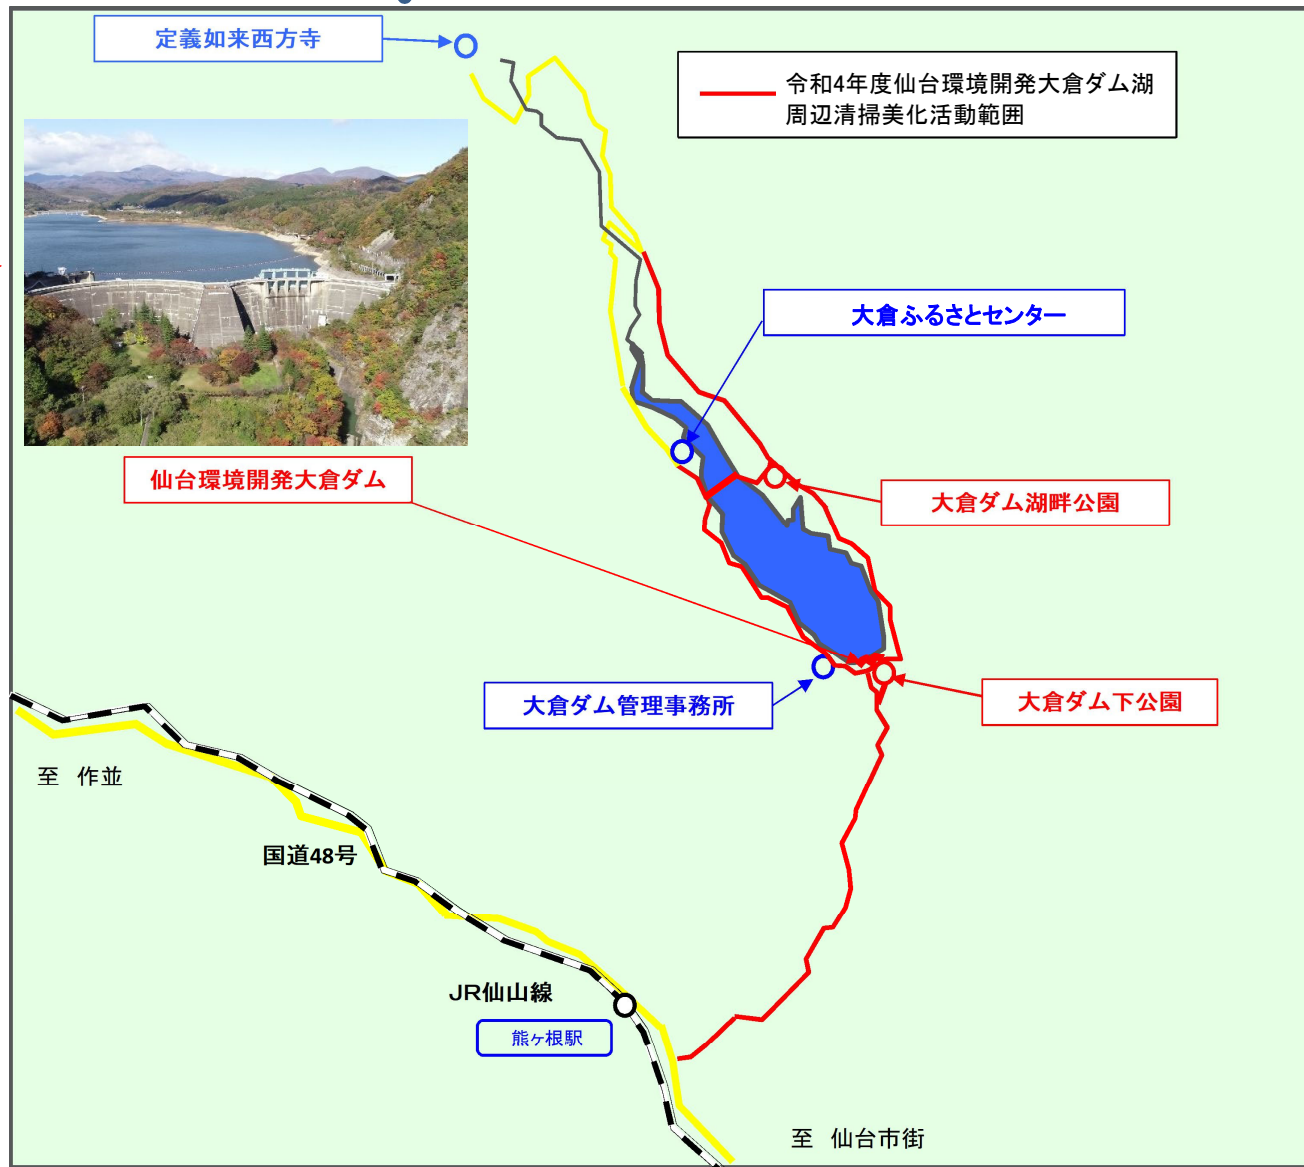 定義如来西方寺
令和4年度仙台環境開発大倉ダム湖
周辺清掃美化活動範囲
大倉ふるさとセンター
仙台環境開発大倉ダム
大倉ダム湖畔公園
大倉ダム管理事務所
大倉ダム下公園
至 作並
国道48号
JR仙山線
熊ヶ根駅
至 仙台市街